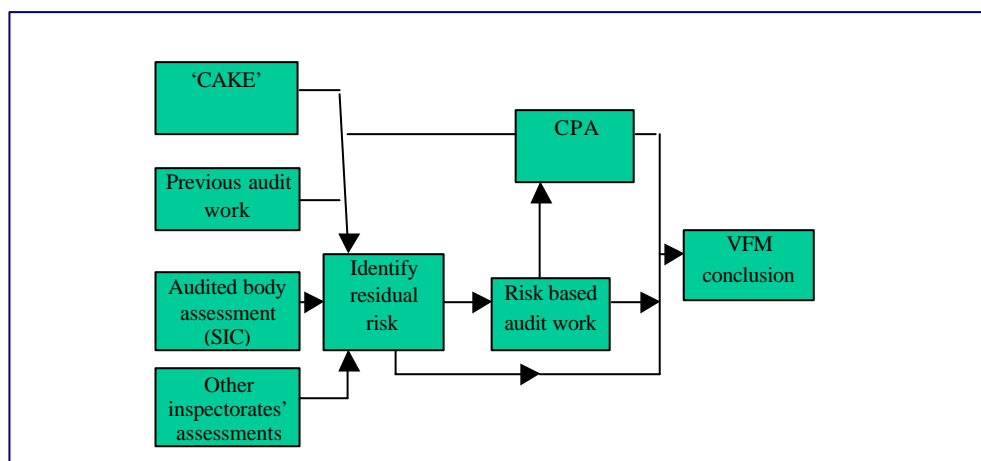 ‘CAKE’
Previous audit
work
Audited body
assessment
(SIC)
Other
inspectorates’
assessments
Identify
residual
risk
CPA
Risk based
audit work
VFM
conclusion